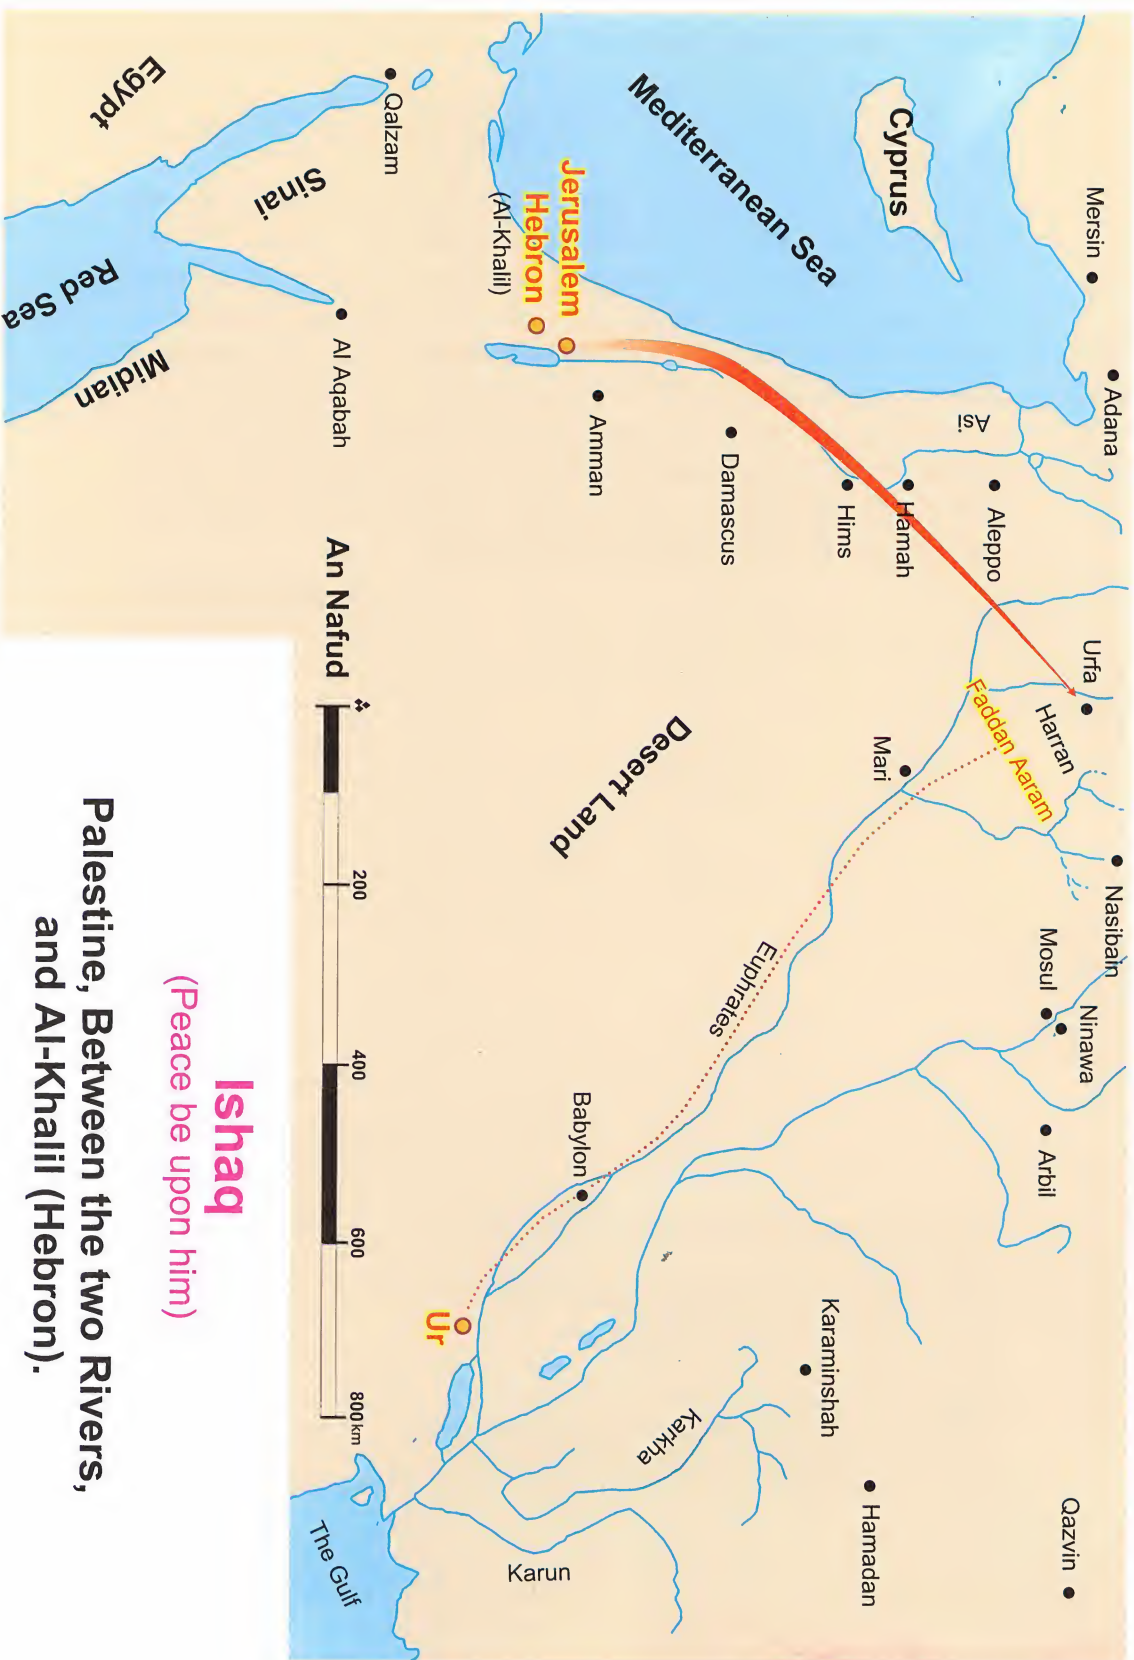 Mersin
Adana
Cyprus
Mediterranean Sea
Asi
Aleppo
Hamah
Hims
Damascus
Amman
Jerusalem
Hebron
(Al-Khalil)
Urfa
Harran
Faddan Aaram
Mari
Nasibain
Mosul
Ninawa
Arbil
Qazvin
Hamadan
Karaminshah
Euphrates
Babylon
Ur
Karkha
Karun
The Gulf
Desert Land
An Nafud
Qalzam
Egypt
Sinai
Al Aqabah
Red Sea
Midian
200
400
600
800 km
Ishaq
(Peace be upon him)
Palestine, Between the two Rivers,
and Al-Khalil (Hebron).